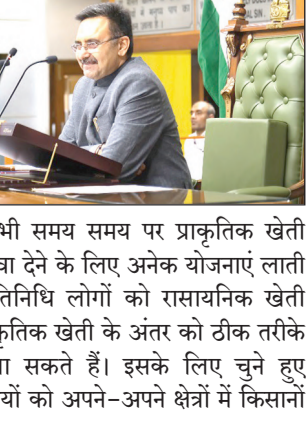 भी समय समय पर प्राकृतिक खेती
वा देने के लिए अनेक योजनाएं लाती
तिनिधि लोगों को रासायनिक खेती
कृतिक खेती के अंतर को ठीक तरीके
ा सकते हैं। इसके लिए चुने हुए
यों को अपने-अपने क्षेत्रों में किसानों